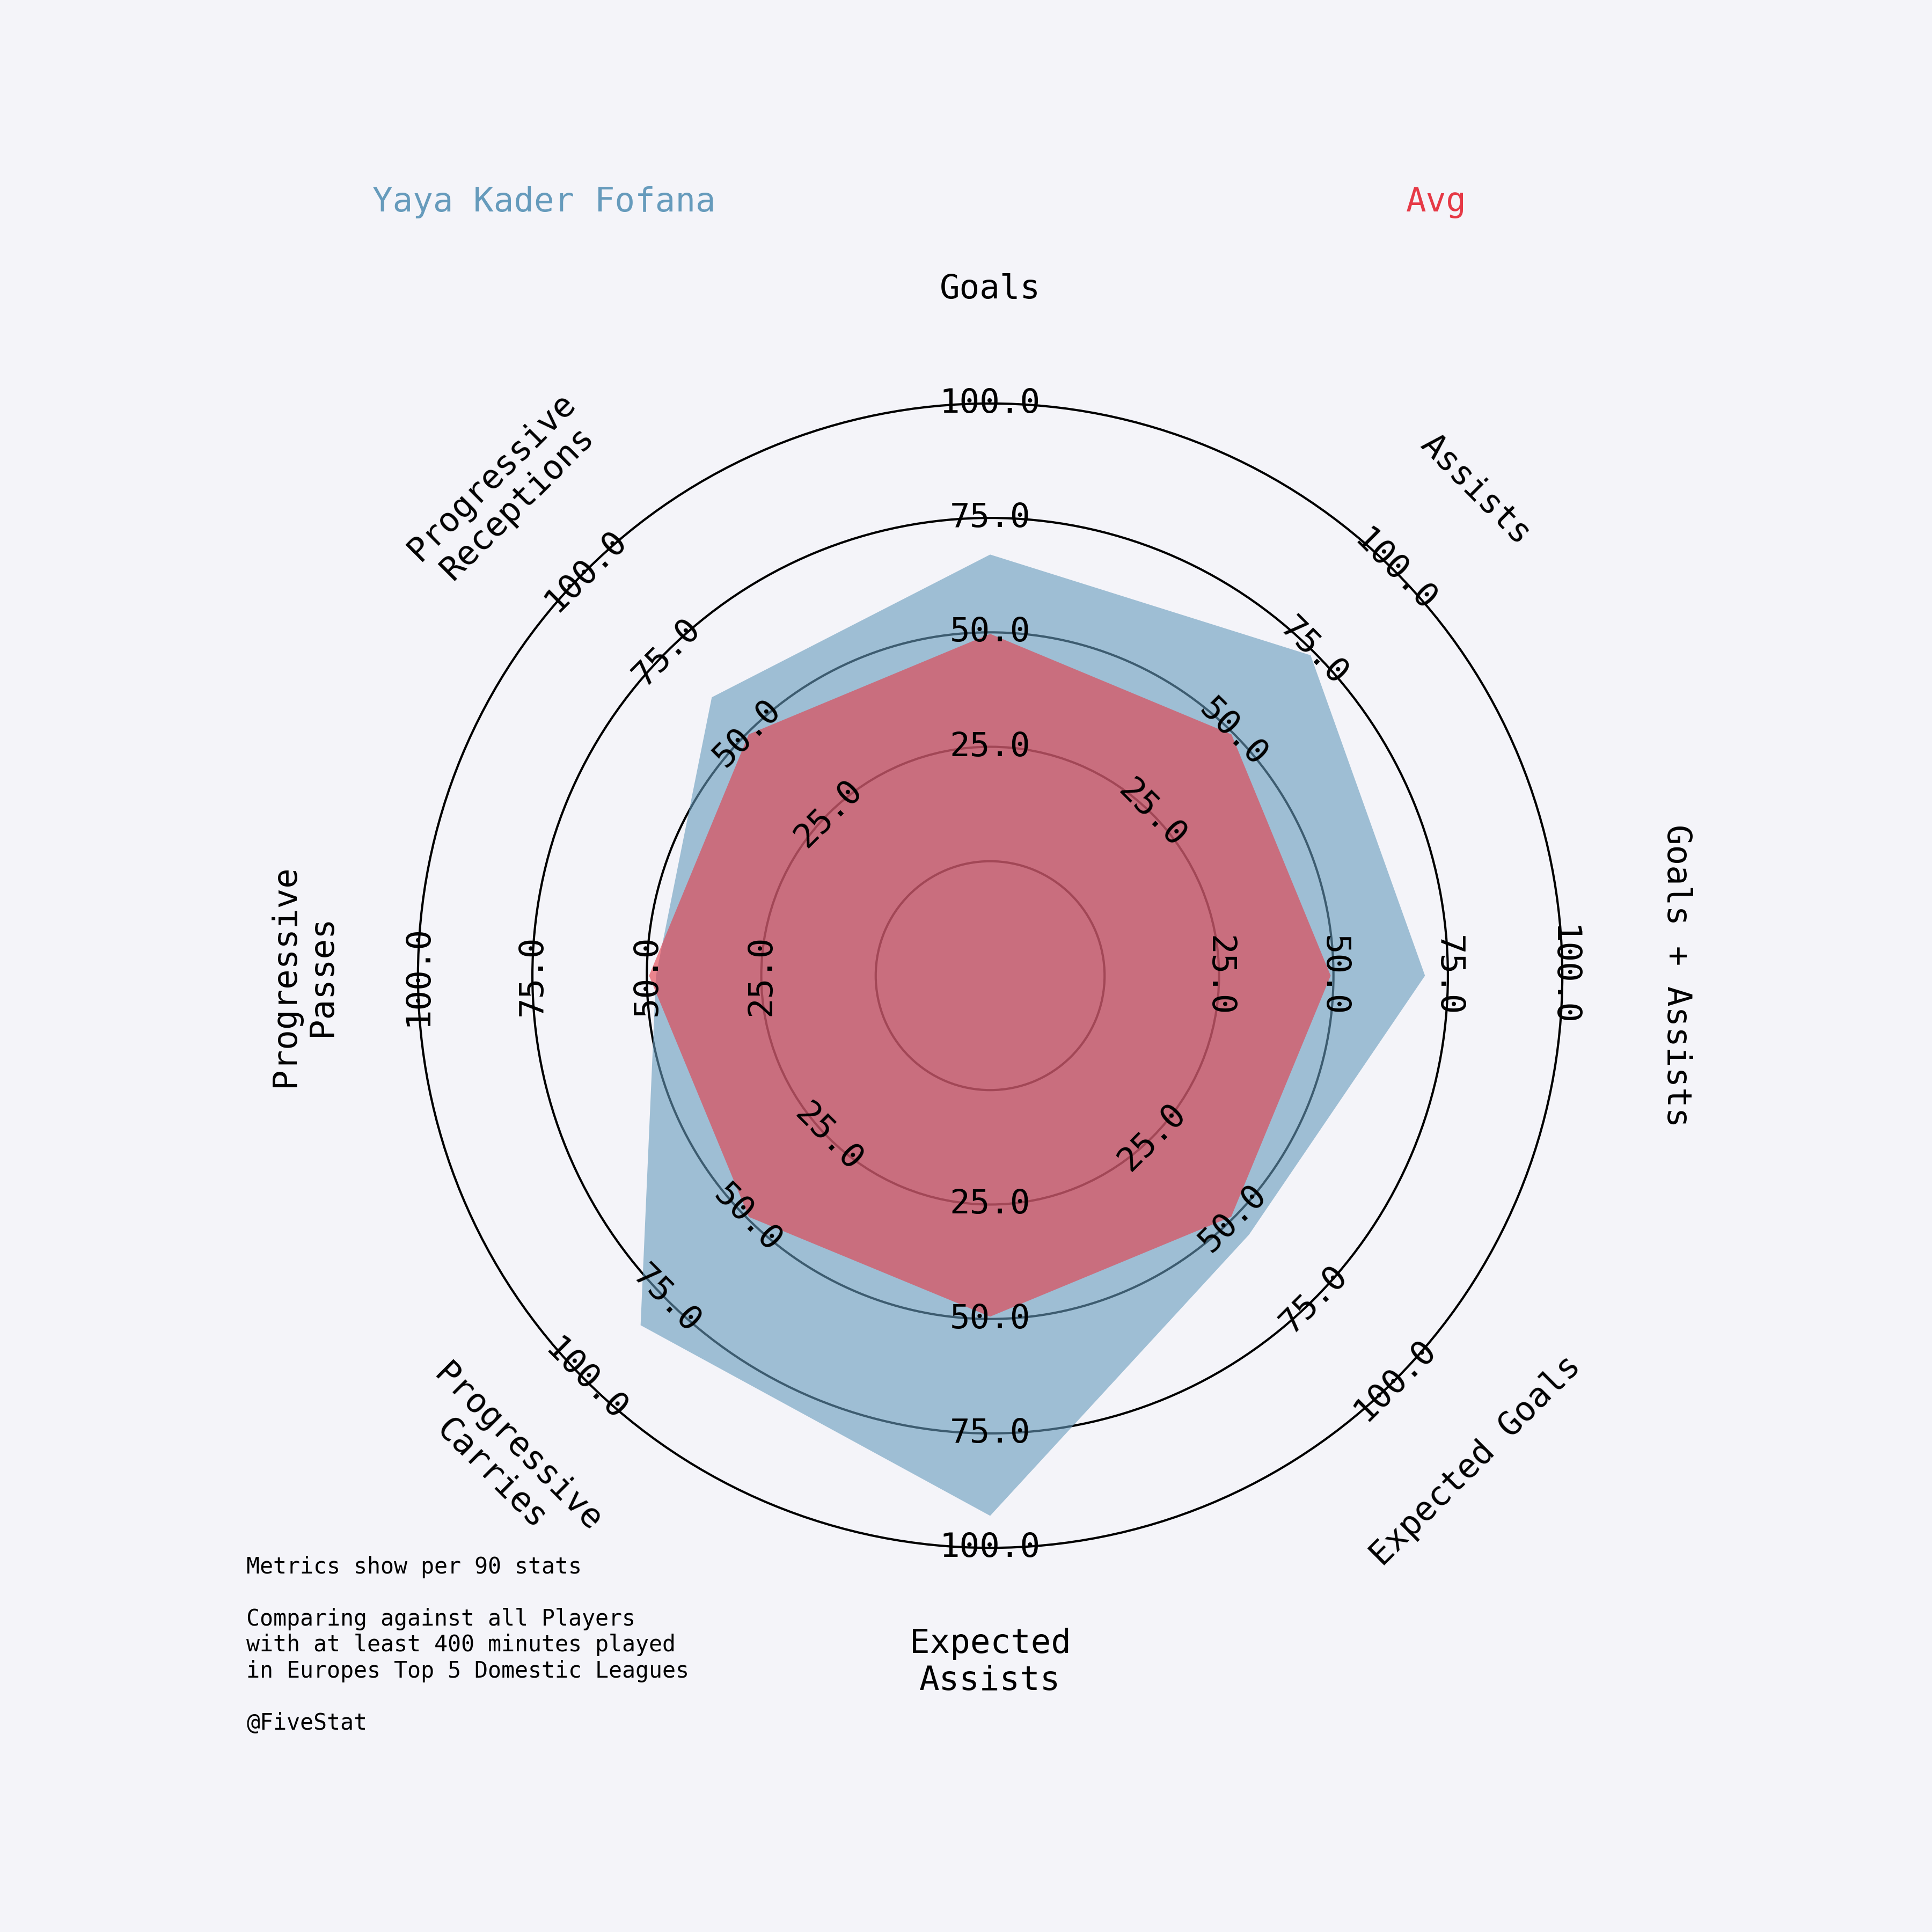 Yaya Kader Fofana
Avg
Goals
Assists
Goals + Assists
Expected Goals
Expected
Assists
Progressive
Carries
Progressive
Passes
Progressive
Receptions
25.0
50.0
75.0
100.0
25.0
50.0
75.0
100.0
25.0
50.0
75.0
100.0
25.0
50.0
75.0
100.0
25.0
50.0
75.0
100.0
25.0
50.0
75.0
100.0
25.0
50.0
75.0
100.0
25.0
50.0
75.0
100.0
Metrics show per 90 stats
Comparing against all Players
with at least 400 minutes played
in Europes Top 5 Domestic Leagues
@FiveStat